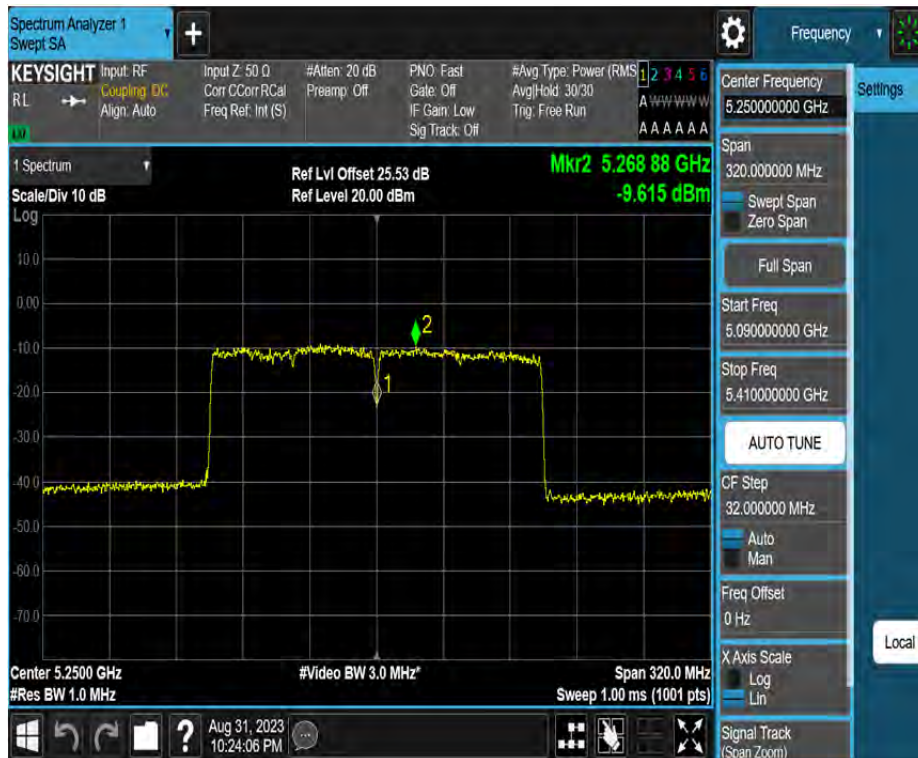 Spectrum Analyzer 1
Swept SA
+
Frequency
KEYSIGHT
RL
Input: RF
Coupling: DC
Align: Auto
Input Z: 50 Ω
Corr CCorr RCal
Freq Ref: Int (S)
#Atten: 20 dB
Preamp: Off
PNO: Fast
Gate: Off
IF Gain: Low
Sig Track: Off
#Avg Type: Power (RMS
Avg|Hold: 30/30
Trig: Free Run
1 2 3 4 5 6
A W W W W W
A A A A A A
1 Spectrum
Scale/Div 10 dB
Log
Ref Lvl Offset 25.53 dB
Ref Level 20.00 dBm
Mkr2 5.268 88 GHz
-9.615 dBm
10.0
0.00
-10.0
-20.0
-30.0
-40.0
-50.0
-60.0
-70.0
2
1
Center 5.2500 GHz
#Res BW 1.0 MHz
#Video BW 3.0 MHz*
Span 320.0 MHz
Sweep 1.00 ms (1001 pts)
?
Aug 31, 2023
10:24:06 PM
Center Frequency
5.250000000 GHz
Span
320.000000 MHz
Swept Span
Zero Span
Full Span
Start Freq
5.090000000 GHz
Stop Freq
5.410000000 GHz
AUTO TUNE
CF Step
32.000000 MHz
Auto
Man
Freq Offset
0 Hz
X Axis Scale
Log
Lin
Signal Track
(Span Zoom)
Settings
Local